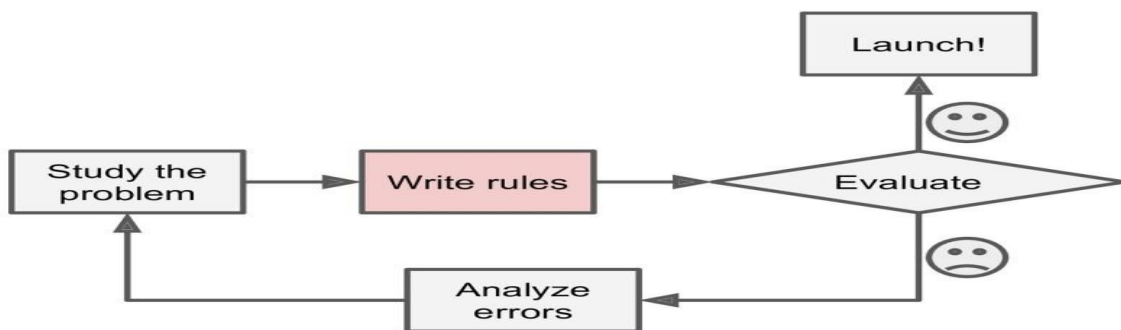 Launch!
Study the
problem
Write rules
Evaluate
Analyze
errors